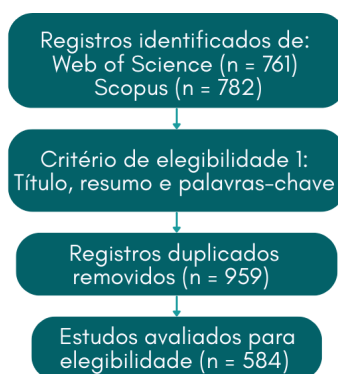 Registros identificados de:
Web of Science (n = 761)
Scopus (n = 782)
Critério de elegibilidade 1:
Título, resumo e palavras-chave
Registros duplicados
removidos (n = 959)
Estudos avaliados para
elegibilidade (n = 584)